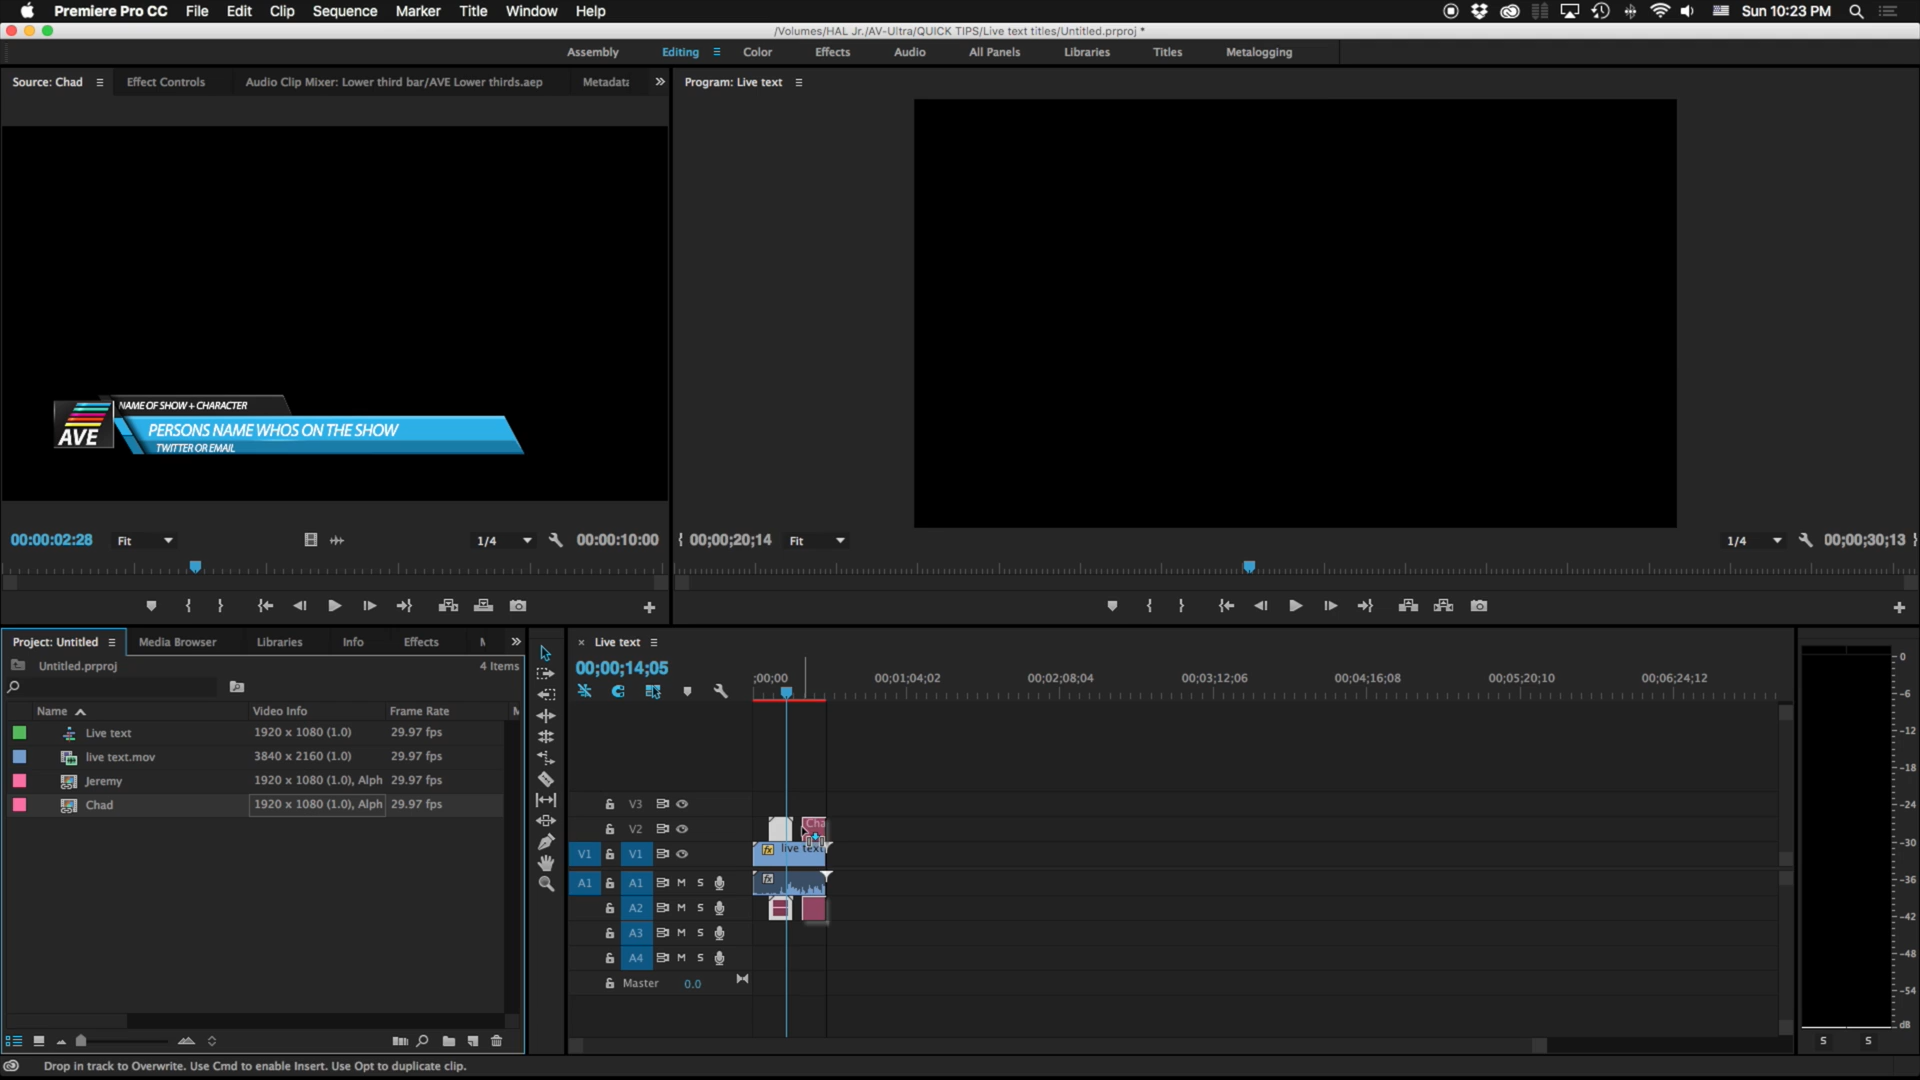 Premiere Pro CC File Edit Clip Sequence Marker Title Window Help Sun 10:23 PM
/Volumes/HAL Jr./AV-Ultra/QUICK TIPS/Live text titles/Untitled.prproj *
Assembly Editing Color Effects Audio All Panels Libraries Titles Metalogging
Source: Chad Effect Controls Audio Clip Mixer: Lower third bar/AVE Lower thirds.aep Metadata
Program: Live text
NAME OF SHOW + CHARACTER
AVE
PERSONS NAME WHOS ON THE SHOW
TWITTER OR EMAIL
00:00:02:28 Fit 1/4 00:00:10:00
00;00;20;14 Fit 1/4 00;00;30;13
Project: Untitled Media Browser Libraries Info Effects
Untitled.prproj 4 Items
Name Video Info Frame Rate
Live text 1920 x 1080 (1.0) 29.97 fps
live text.mov 3840 x 2160 (1.0) 29.97 fps
Jeremy 1920 x 1080 (1.0), Alph 29.97 fps
Chad 1920 x 1080 (1.0), Alph 29.97 fps
Live text
00;00;14;05
;00;00 00;01;04;02 00;02;08;04 00;03;12;06 00;04;16;08 00;05;20;10 00;06;24;12
V3
V2 Cha
V1 V1 live text
A1 A1 M S
A2 M S
A3 M S
A4 M S
Master 0.0
0
-6
-12
-18
-24
-30
-36
-42
-48
-54
dB
S S
Drop in track to Overwrite. Use Cmd to enable Insert. Use Opt to duplicate clip.